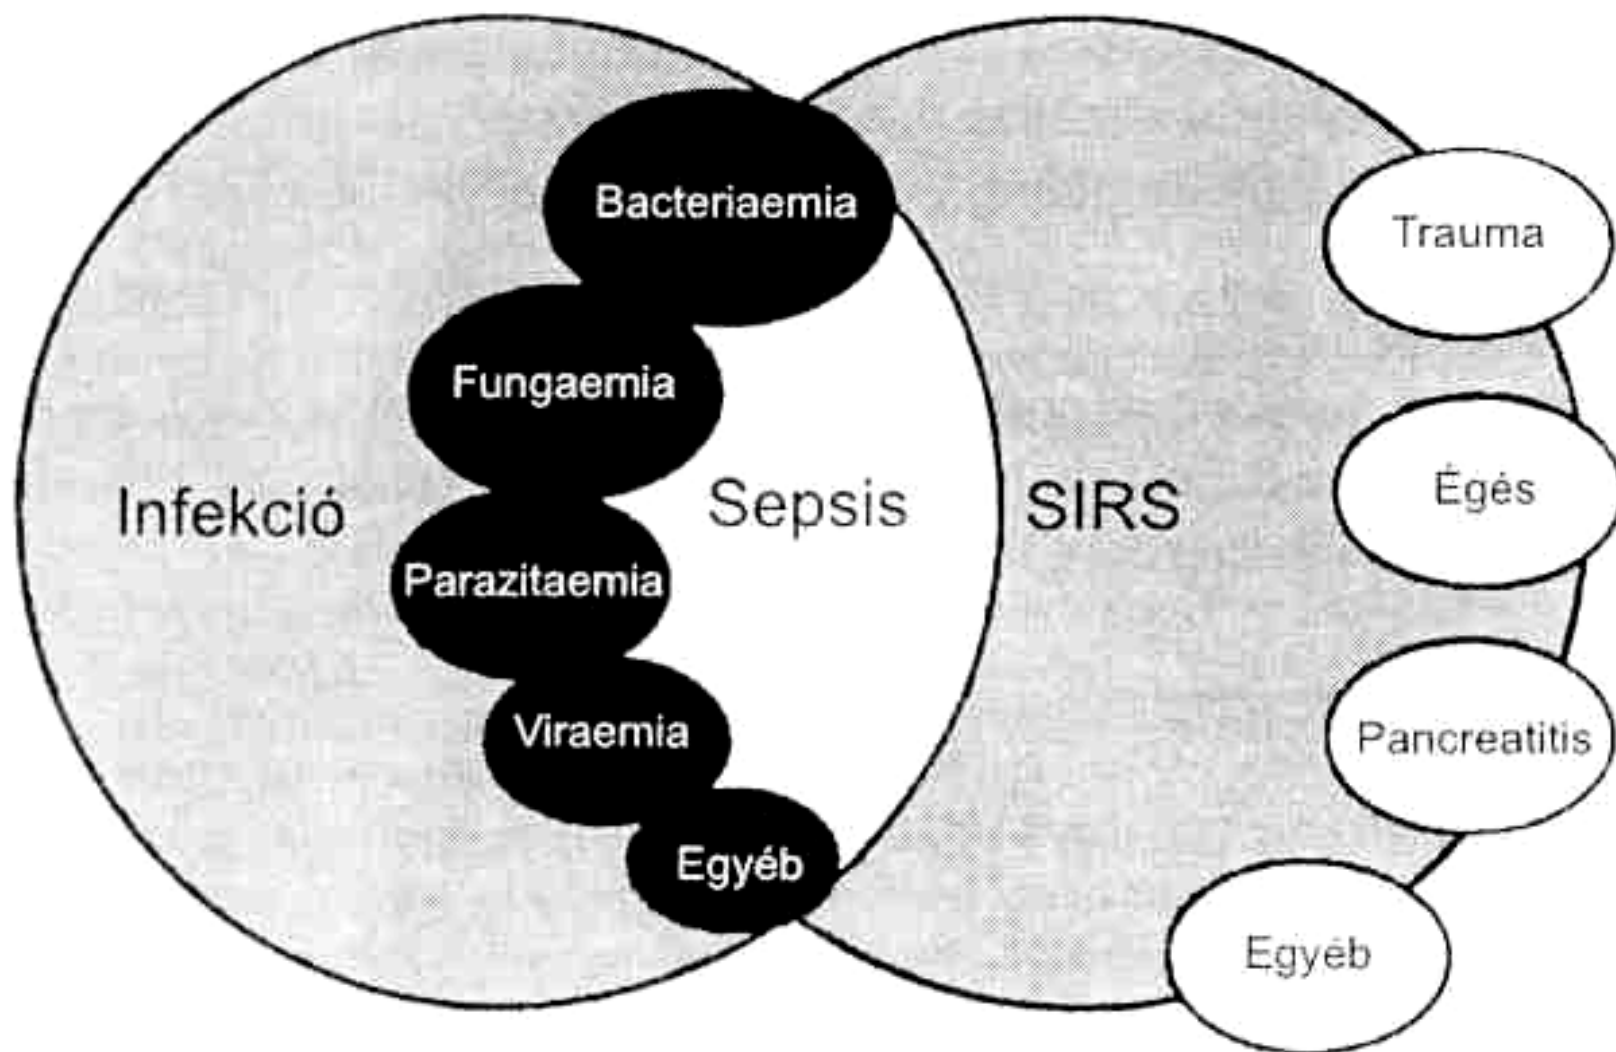 Bacteriaemia
Fungaemia
Infekció
Parazitaemia
Viraemia
Egyéb
Sepsis
SIRS
Trauma
Égés
Pancreatitis
Egyéb